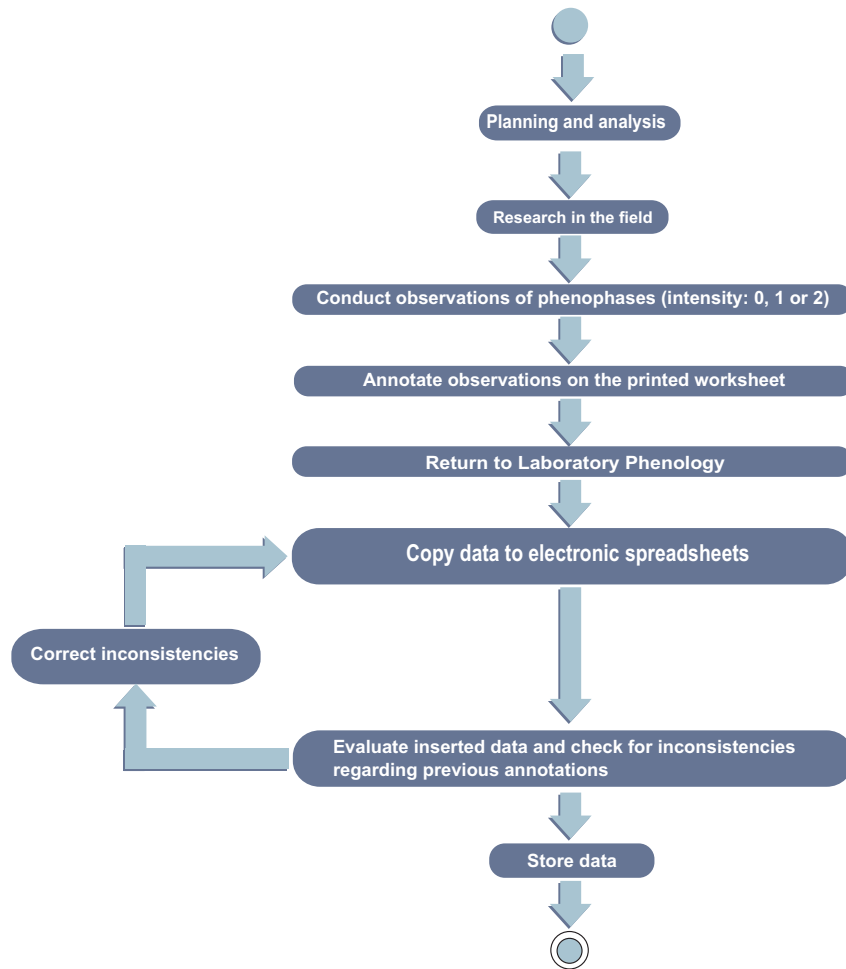 Planning and analysis
Research in the field
Conduct observations of phenophases (intensity: 0, 1 or 2)
Annotate observations on the printed worksheet
Return to Laboratory Phenology
Copy data to electronic spreadsheets
Correct inconsistencies
Evaluate inserted data and check for inconsistencies
regarding previous annotations
Store data